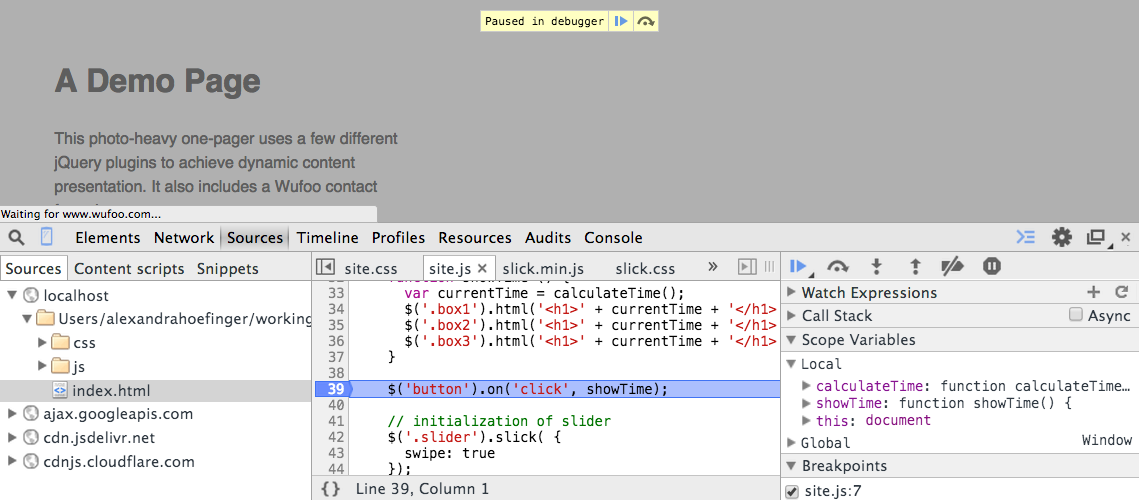 Paused in debugger
A Demo Page
This photo-heavy one-pager uses a few different
jQuery plugins to achieve dynamic content
presentation. It also includes a Wufoo contact
Waiting for www.wufoo.com...
Elements Network Sources Timeline Profiles Resources Audits Console
Sources Content scripts Snippets
localhost
Users/alexandrahoefinger/working
css
js
index.html
ajax.googleapis.com
cdn.jsdelivr.net
cdnjs.cloudflare.com
site.css site.js × slick.min.js slick.css »
33 var currentTime = calculateTime();
34 $('.box1').html('<h1>' + currentTime + '</h1>
35 $('.box2').html('<h1>' + currentTime + '</h1>
36 $('.box3').html('<h1>' + currentTime + '</h1>
37 }
38
39 $('button').on('click', showTime);
40
41 // initialization of slider
42 $('.slider').slick( {
43 swipe: true
44 });
{} Line 39, Column 1
Watch Expressions
Call Stack Async
Scope Variables
Local
calculateTime: function calculateTime…
showTime: function showTime() {
this: document
Global Window
Breakpoints
site.js:7